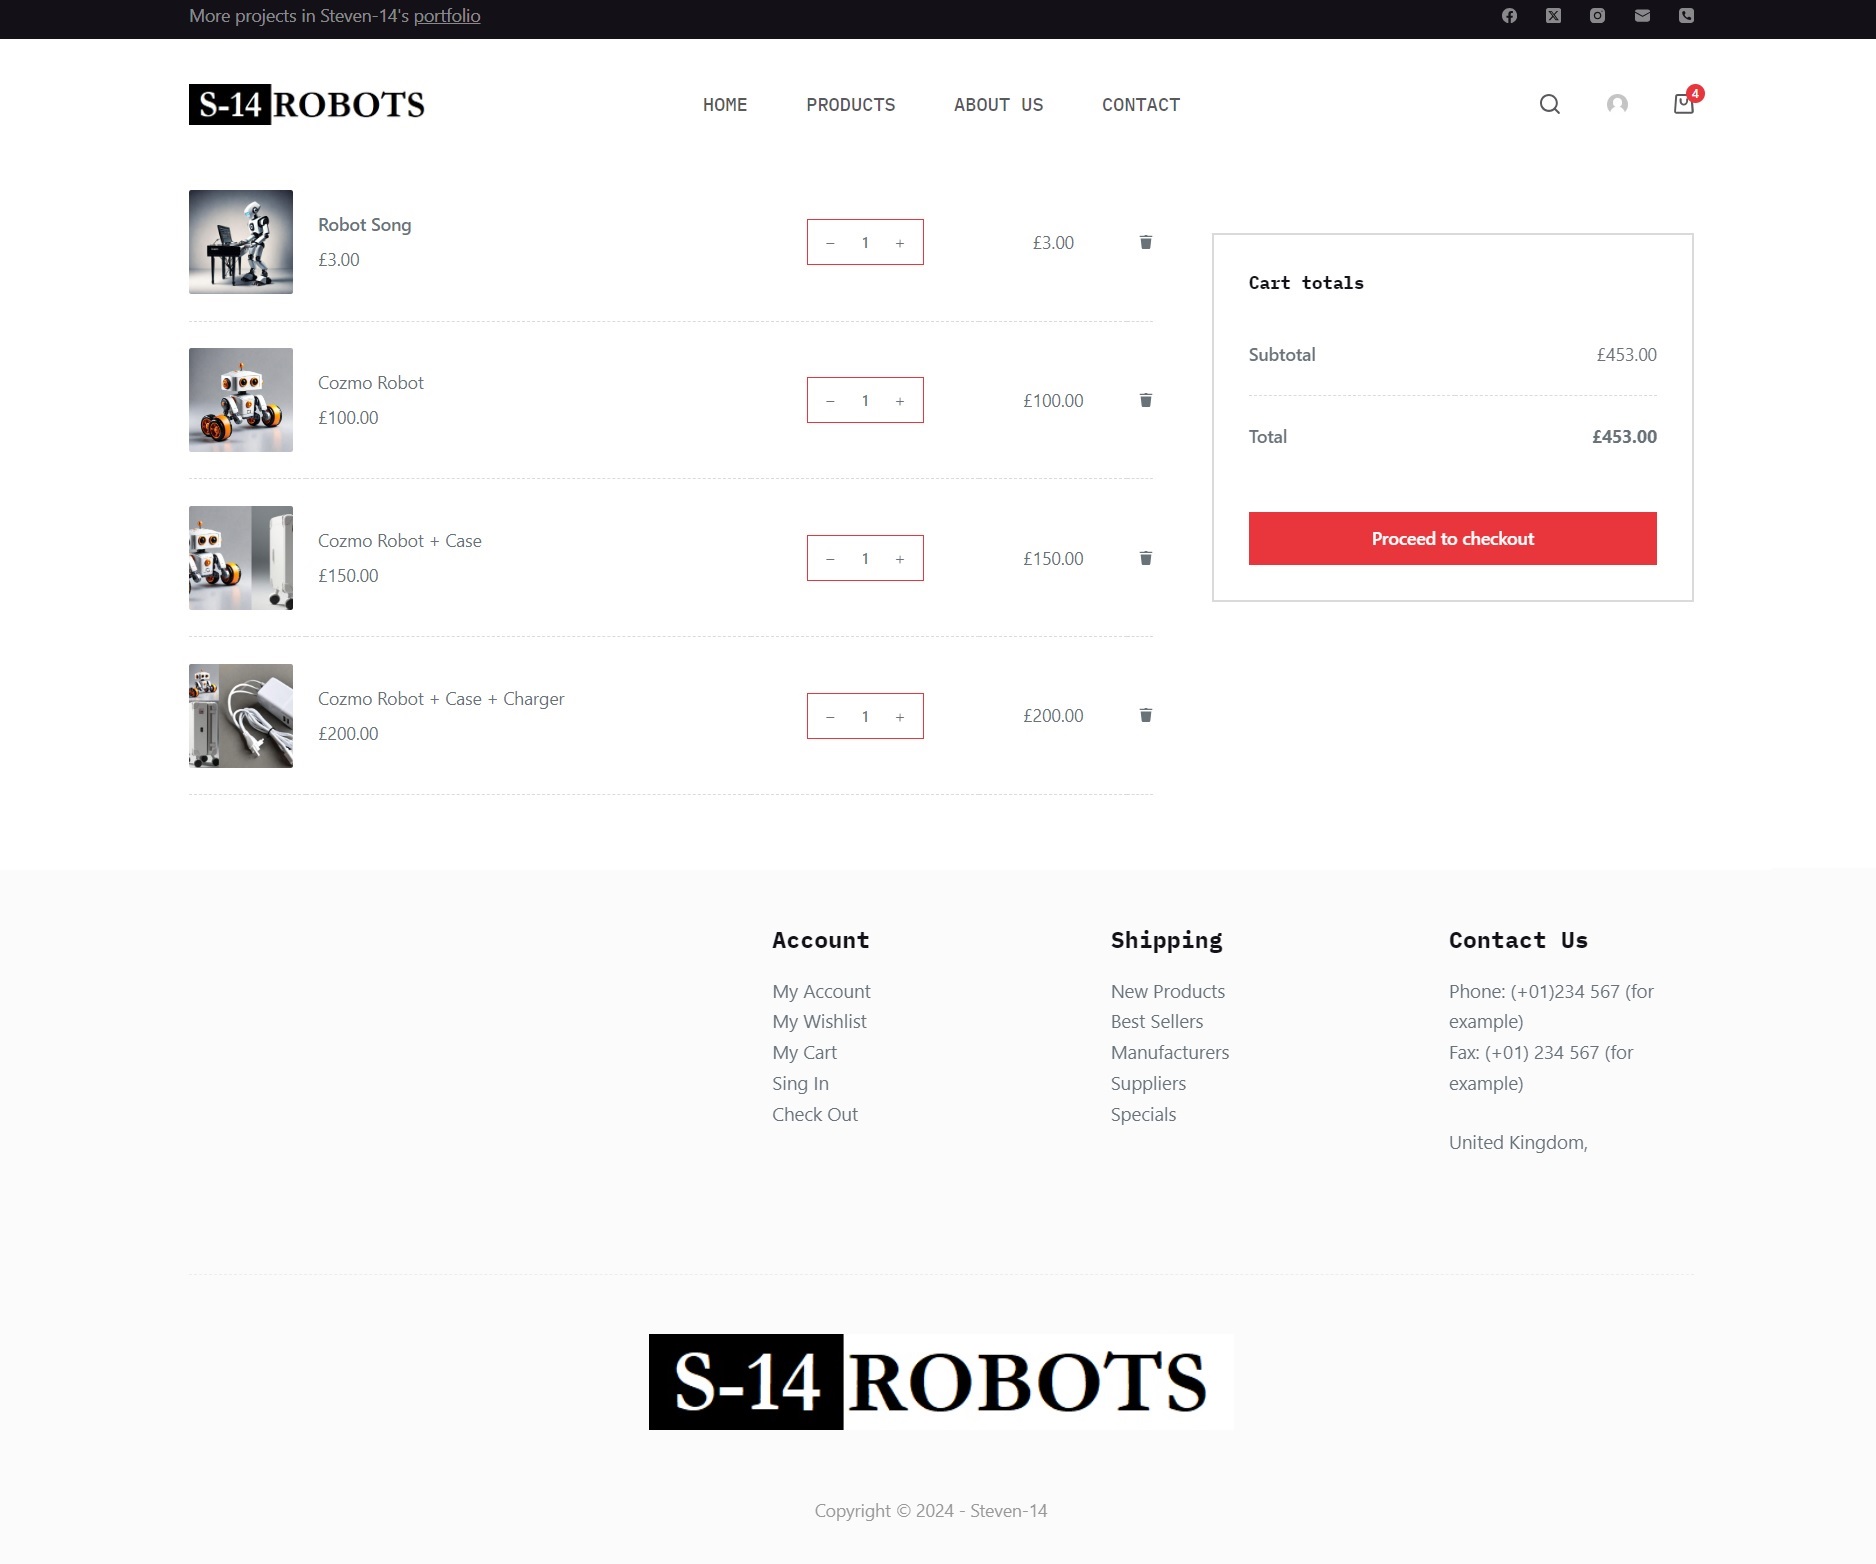 More projects in Steven-14's portfolio
S-14 ROBOTS
HOME PRODUCTS ABOUT US CONTACT
4
Robot Song
£3.00
− 1 +
£3.00
Cozmo Robot
£100.00
− 1 +
£100.00
Cozmo Robot + Case
£150.00
− 1 +
£150.00
Cozmo Robot + Case + Charger
£200.00
− 1 +
£200.00
Cart totals
Subtotal £453.00
Total £453.00
Proceed to checkout
Account
My Account
My Wishlist
My Cart
Sing In
Check Out
Shipping
New Products
Best Sellers
Manufacturers
Suppliers
Specials
Contact Us
Phone: (+01)234 567 (for
example)
Fax: (+01) 234 567 (for
example)
United Kingdom,
S-14 ROBOTS
Copyright © 2024 - Steven-14